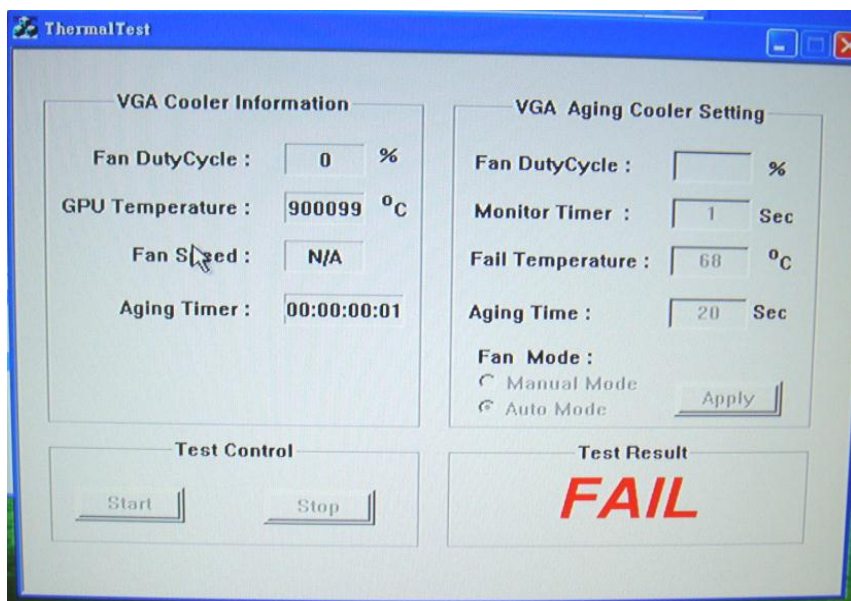 ThermalTest
VGA Cooler Information
Fan DutyCycle : 0 %
GPU Temperature : 900099 °C
Fan Speed : N/A
Aging Timer : 00:00:00:01
VGA Aging Cooler Setting
Fan DutyCycle : %
Monitor Timer : 1 Sec
Fail Temperature : 68 °C
Aging Time : 20 Sec
Fan Mode :
Manual Mode
Auto Mode
Apply
Test Control
Start
Stop
Test Result
FAIL